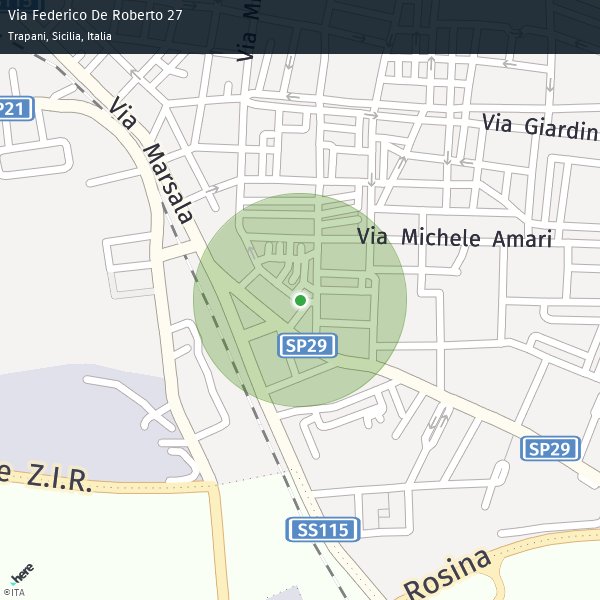 Via Federico De Roberto 27
Trapani, Sicilia, Italia
Via
P21
Via Marsala
Via Giardin
Via Michele Amari
SP29
SP29
e Z.I.R.
SS115
Rosina
here
©ITA